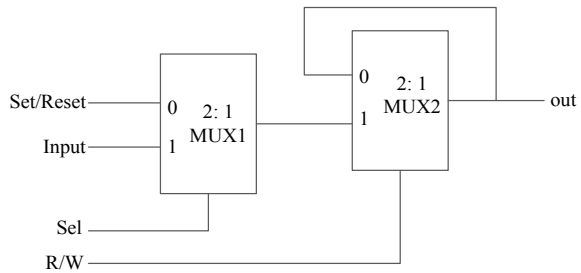 0
2: 1
MUX2
1
out
Set/Reset
0
2: 1
MUX1
Input
1
Sel
R/W